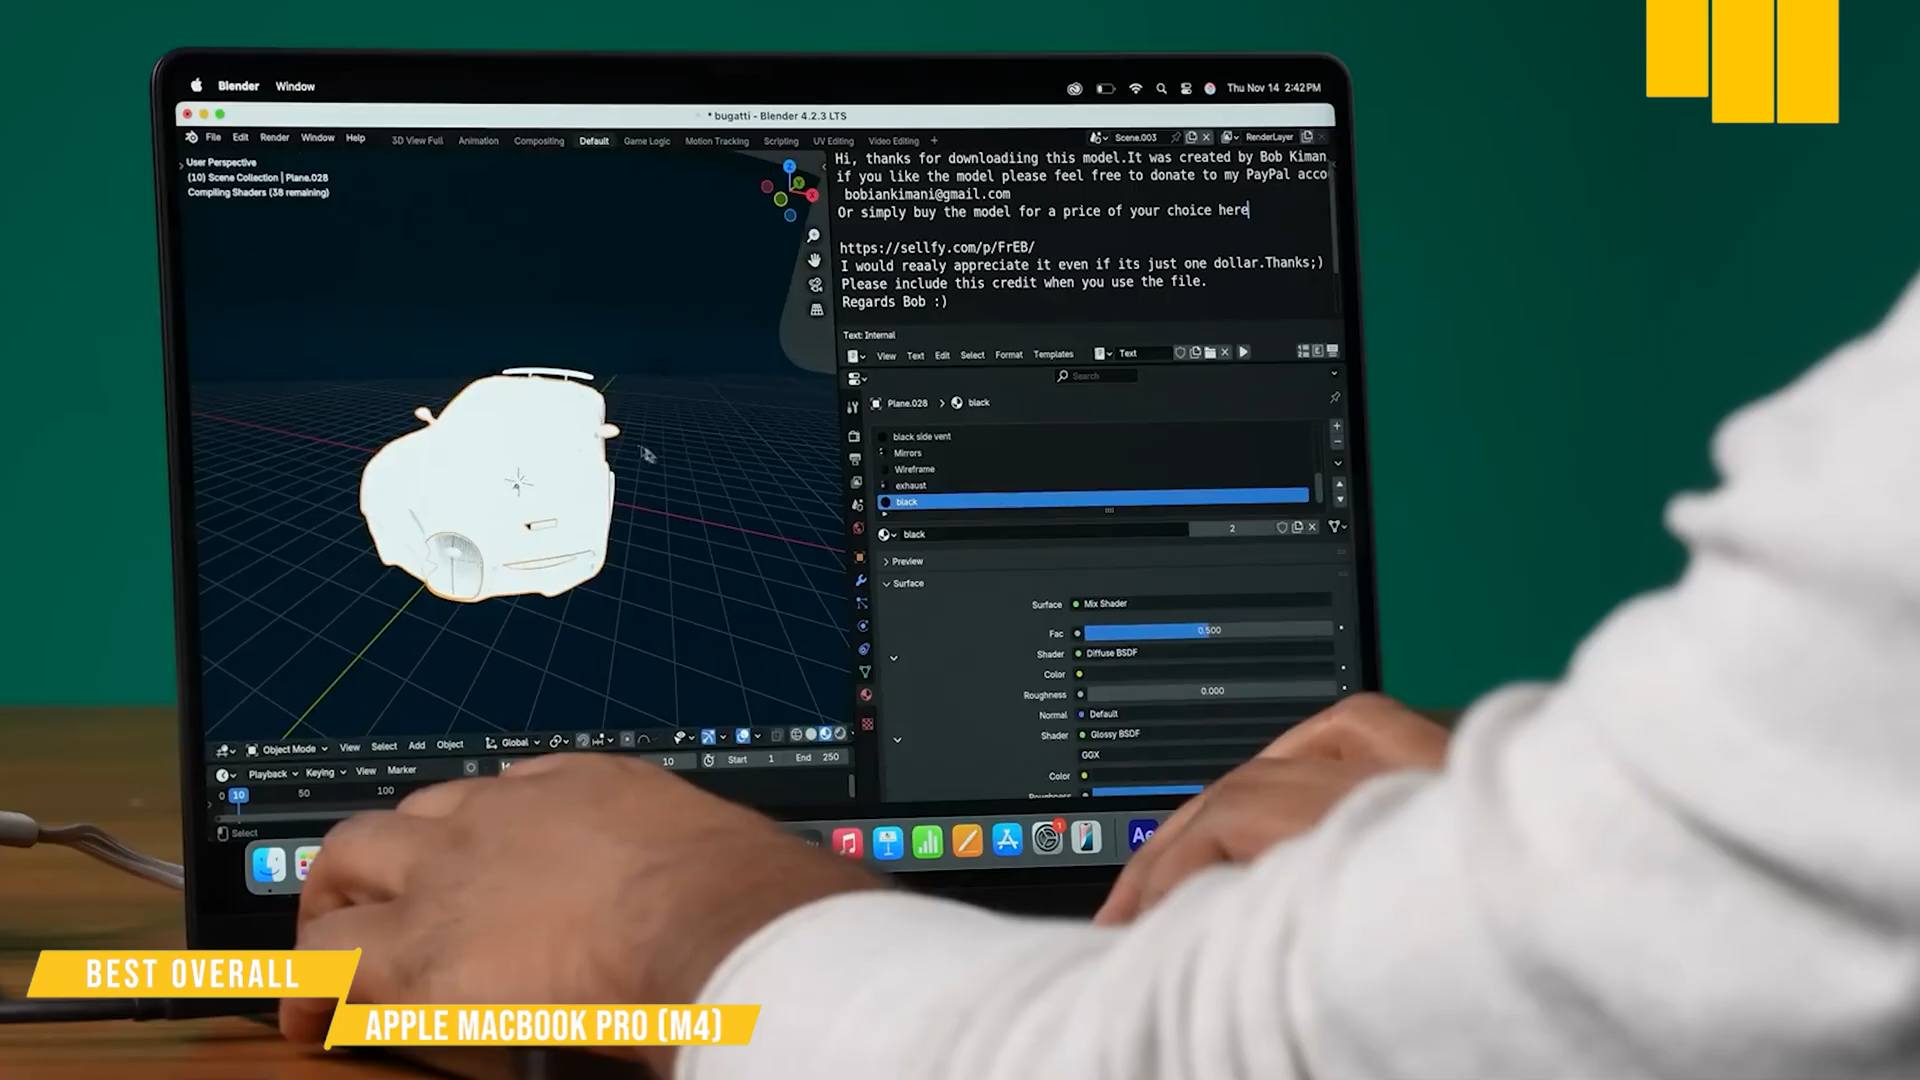 Blender Window
Thu Nov 14 2:42 PM
* bugatti - Blender 4.2.3 LTS
File Edit Render Window Help
3D View Full Animation Compositing Default Game Logic Motion Tracking Scripting UV Editing Video Editing +
Scene.003
RenderLayer
User Perspective
(10) Scene Collection | Plane.028
Compiling Shaders (38 remaining)
Z
Y
X
Hi, thanks for downloadiing this model.It was created by Bob Kiman
if you like the model please feel free to donate to my PayPal acco
bobiankimani@gmail.com
Or simply buy the model for a price of your choice here
https://sellfy.com/p/FrEB/
I would reaaly appreciate it even if its just one dollar.Thanks;)
Please include this credit when you use the file.
Regards Bob :)
Text: Internal
View Text Edit Select Format Templates
Text
Search
Plane.028 > black
black side vent
Mirrors
Wireframe
exhaust
black
black
2
Preview
Surface
Surface Mix Shader
Fac 0.500
Shader Diffuse BSDF
Color
Roughness 0.000
Normal Default
Shader Glossy BSDF
GGX
Color
Roughness
Object Mode View Select Add Object
Global
Playback Keying View Marker
10
Start 1 End 250
0 10 50 100
Select
1
BEST OVERALL
APPLE MACBOOK PRO (M4)